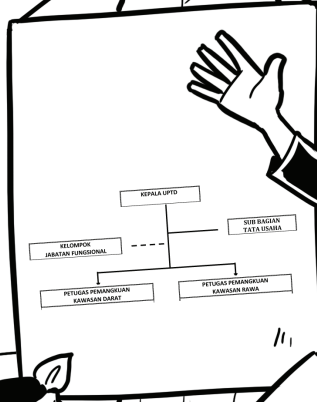 KEPALA UPTD
SUB BAGIAN
TATA USAHA
KELOMPOK
JABATAN FUNGSIONAL
PETUGAS PEMANGKUAN
KAWASAN DARAT
PETUGAS PEMANGKUAN
KAWASAN RAWA